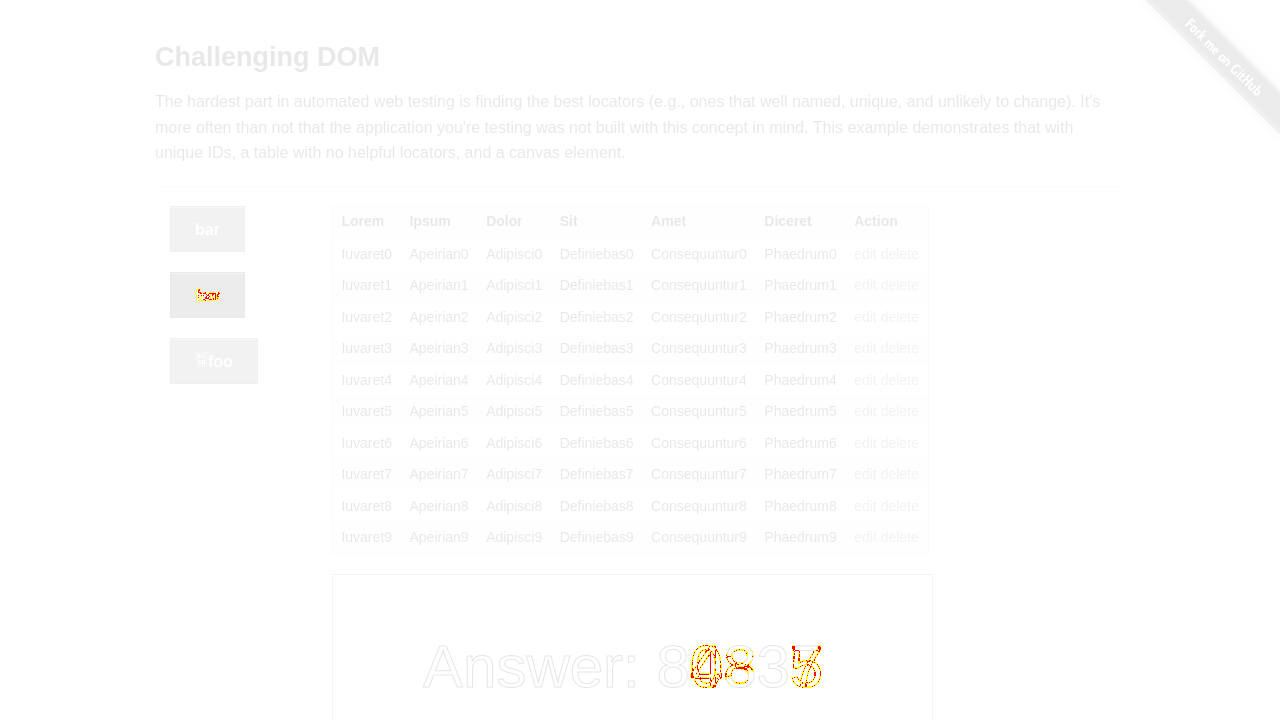 Fork me on GitHub
Challenging DOM
The hardest part in automated web testing is finding the best locators (e.g., ones that well named, unique, and unlikely to change). It's
more often than not that the application you're testing was not built with this concept in mind. This example demonstrates that with
unique IDs, a table with no helpful locators, and a canvas element.
bar
foo
Lorem Ipsum Dolor Sit Amet Diceret Action
Iuvaret0 Apeirian0 Adipisci0 Definiebas0 Consequuntur0 Phaedrum0 edit delete
Iuvaret1 Apeirian1 Adipisci1 Definiebas1 Consequuntur1 Phaedrum1 edit delete
Iuvaret2 Apeirian2 Adipisci2 Definiebas2 Consequuntur2 Phaedrum2 edit delete
Iuvaret3 Apeirian3 Adipisci3 Definiebas3 Consequuntur3 Phaedrum3 edit delete
Iuvaret4 Apeirian4 Adipisci4 Definiebas4 Consequuntur4 Phaedrum4 edit delete
Iuvaret5 Apeirian5 Adipisci5 Definiebas5 Consequuntur5 Phaedrum5 edit delete
Iuvaret6 Apeirian6 Adipisci6 Definiebas6 Consequuntur6 Phaedrum6 edit delete
Iuvaret7 Apeirian7 Adipisci7 Definiebas7 Consequuntur7 Phaedrum7 edit delete
Iuvaret8 Apeirian8 Adipisci8 Definiebas8 Consequuntur8 Phaedrum8 edit delete
Iuvaret9 Apeirian9 Adipisci9 Definiebas9 Consequuntur9 Phaedrum9 edit delete
Answer: